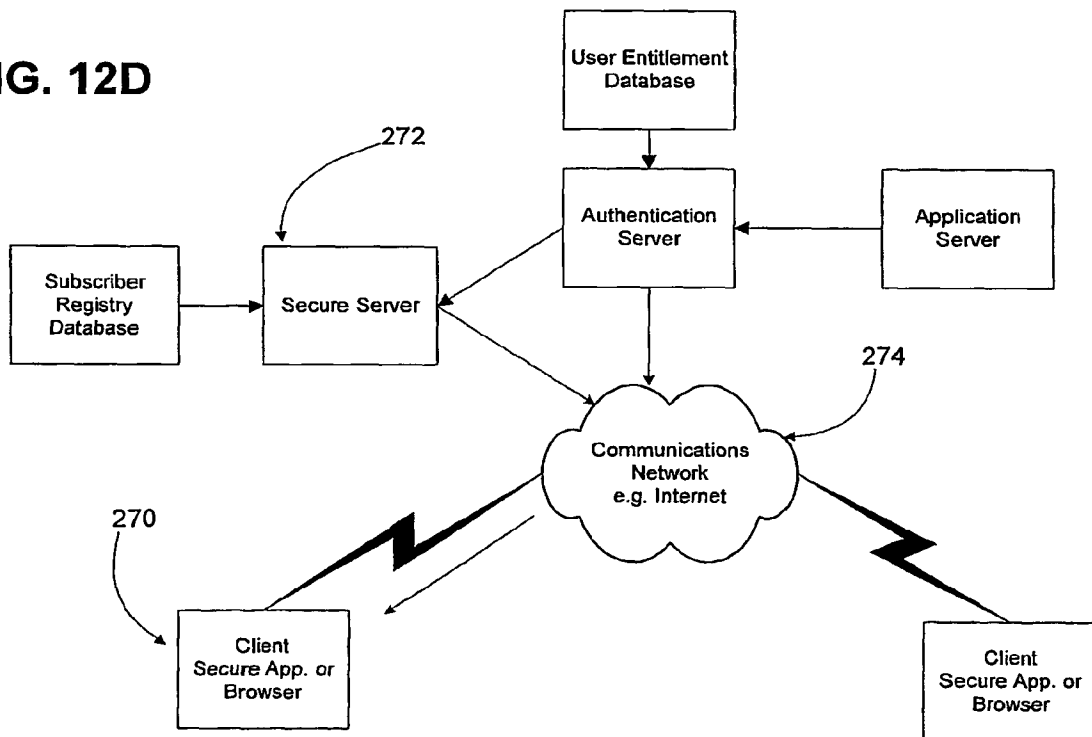 IG. 12D
User Entitlement
Database
272
Authentication
Server
Application
Server
Subscriber
Registry
Database
Secure Server
274
Communications
Network
e.g. Internet
270
Client
Secure App. or
Browser
Client
Secure App. or
Browser